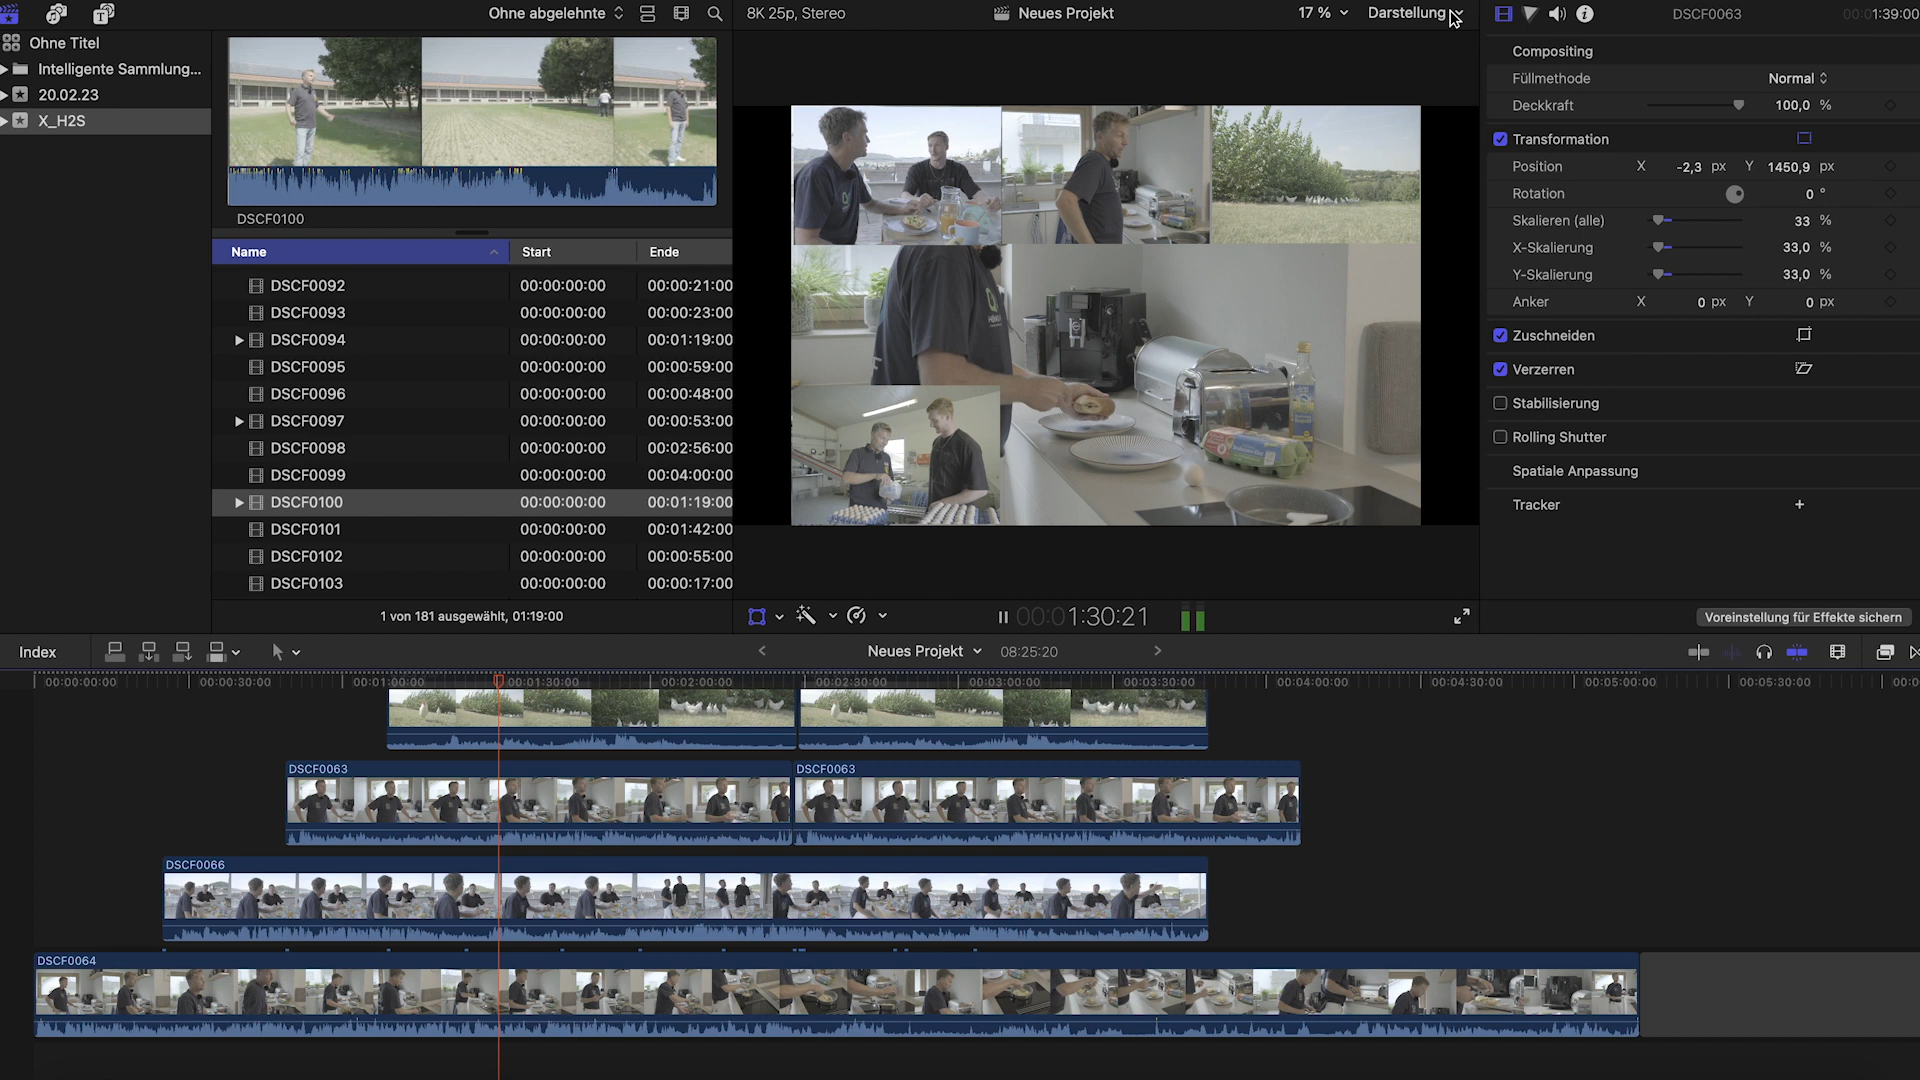 Ohne abgelehnte
8K 25p, Stereo
Neues Projekt
17 %
Darstellung
DSCF0063
00:01:39:00
Ohne Titel
Intelligente Sammlung...
20.02.23
X_H2S
DSCF0100
Name Start Ende
DSCF0092 00:00:00:00 00:00:21:00
DSCF0093 00:00:00:00 00:00:23:00
DSCF0094 00:00:00:00 00:01:19:00
DSCF0095 00:00:00:00 00:00:59:00
DSCF0096 00:00:00:00 00:00:48:00
DSCF0097 00:00:00:00 00:00:53:00
DSCF0098 00:00:00:00 00:02:56:00
DSCF0099 00:00:00:00 00:04:00:00
DSCF0100 00:00:00:00 00:01:19:00
DSCF0101 00:00:00:00 00:01:42:00
DSCF0102 00:00:00:00 00:00:55:00
DSCF0103 00:00:00:00 00:00:17:00
1 von 181 ausgewählt, 01:19:00
00:01:30:21
Compositing
Füllmethode Normal
Deckkraft 100,0 %
Transformation
Position X -2,3 px Y 1450,9 px
Rotation 0 °
Skalieren (alle) 33 %
X-Skalierung 33,0 %
Y-Skalierung 33,0 %
Anker X 0 px Y 0 px
Zuschneiden
Verzerren
Stabilisierung
Rolling Shutter
Spatiale Anpassung
Tracker +
Voreinstellung für Effekte sichern
Index
Neues Projekt
08:25:20
00:00:00:00 00:00:30:00 00:01:00:00 00:01:30:00 00:02:00:00 00:02:30:00 00:03:00:00 00:03:30:00 00:04:00:00 00:04:30:00 00:05:00:00 00:05:30:00 00:0
DSCF0063 DSCF0063
DSCF0066
DSCF0064